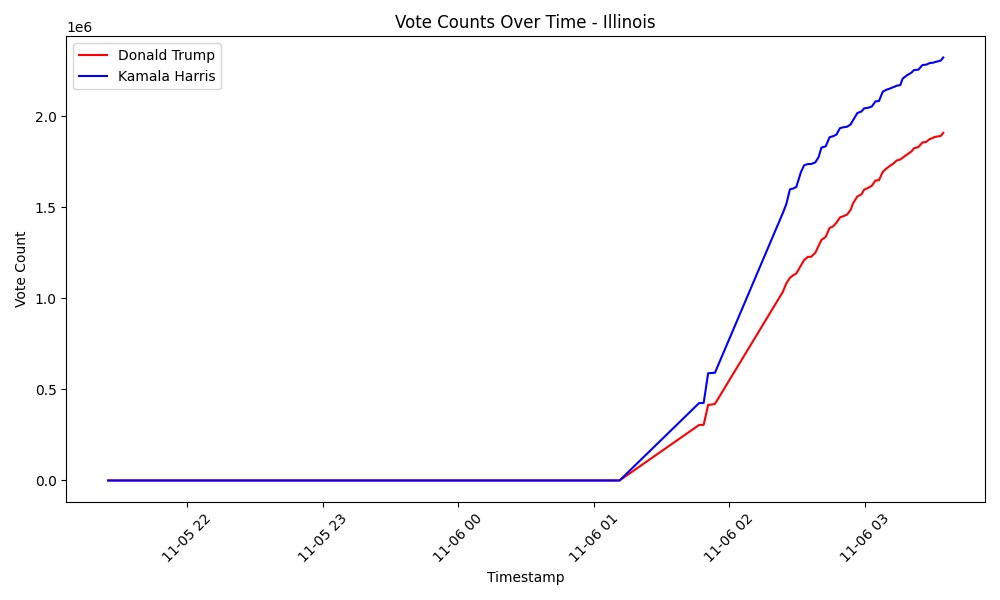 Vote Counts Over Time - Illinois
1e6
Donald Trump
Kamala Harris
Vote Count
2.0
1.5
1.0
0.5
0.0
11-05 22
11-05 23
11-06 00
11-06 01
11-06 02
11-06 03
Timestamp